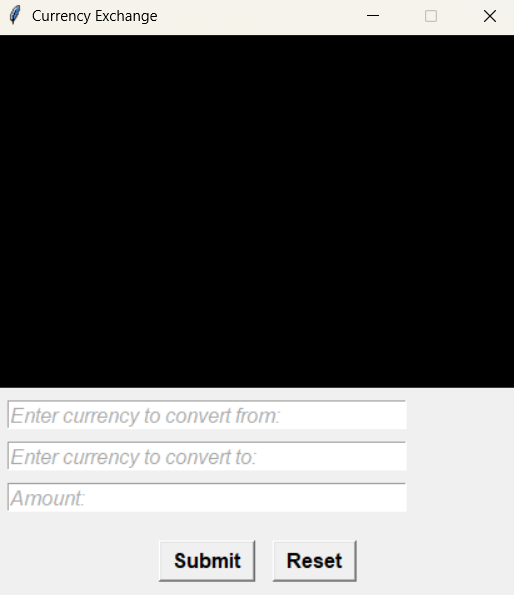 Currency Exchange
Enter currency to convert from:
Enter currency to convert to:
Amount:
Submit Reset